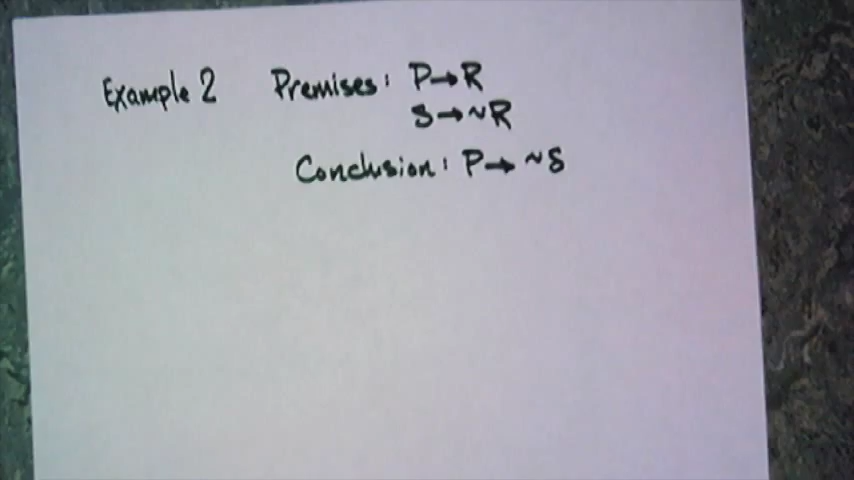 Example 2 Premises: P→R
S→~R
Conclusion: P→ ~S